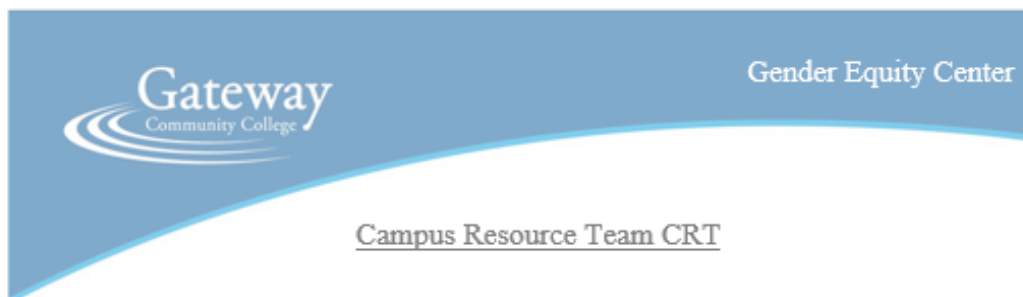 Gateway
Community College
Gender Equity Center
Campus Resource Team CRT